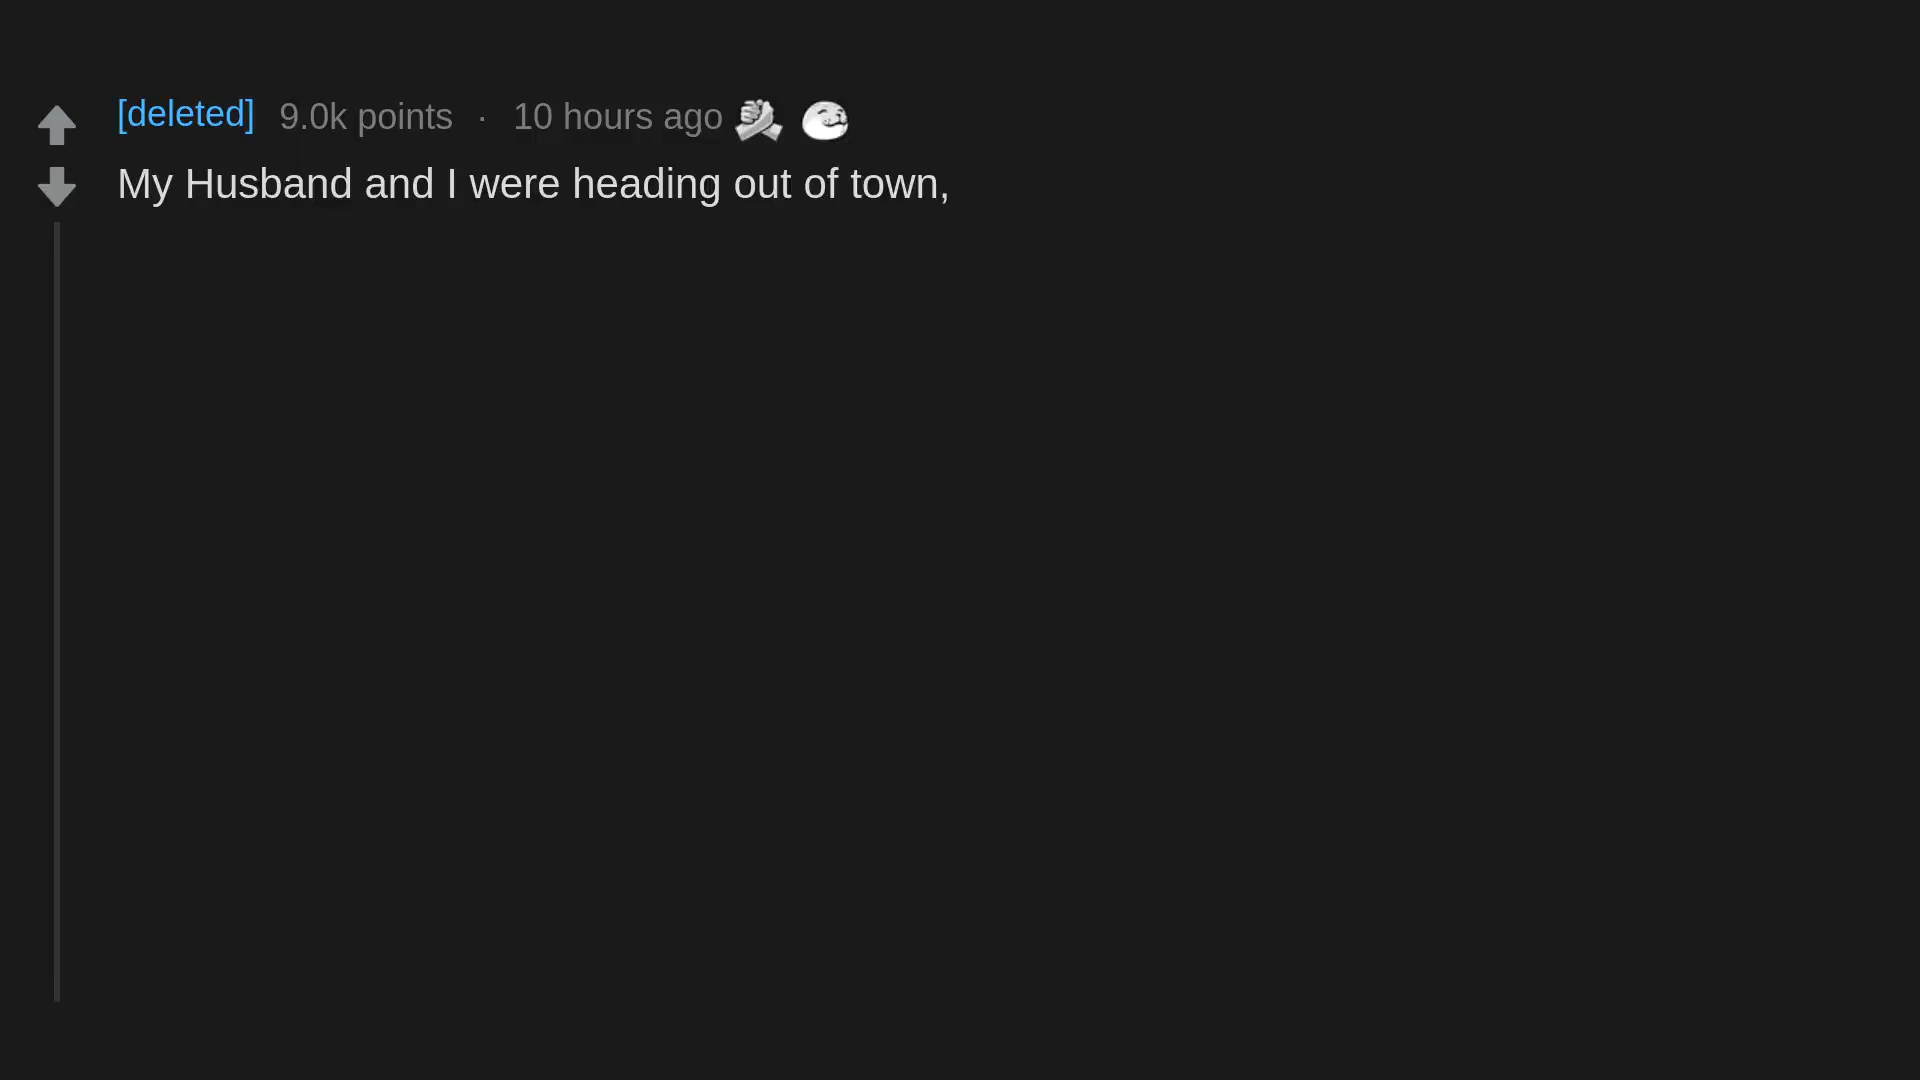 [deleted] 9.0k points · 10 hours ago
My Husband and I were heading out of town,